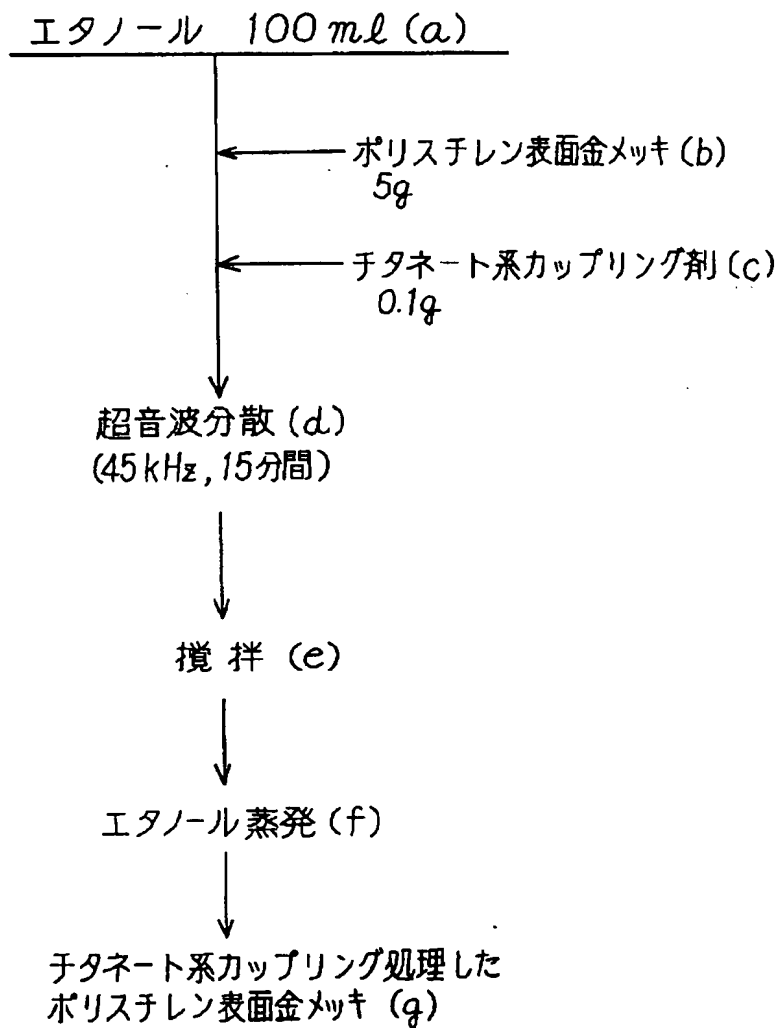 エタノール 100ml (a)
ポリスチレン表面金メッキ (b)
5g
チタネート系カップリング剤 (c)
0.1g
超音波分散 (d)
(45kHz, 15分間)
撹拌 (e)
エタノール蒸発 (f)
チタネート系カップリング処理した
ポリスチレン表面金メッキ (g)